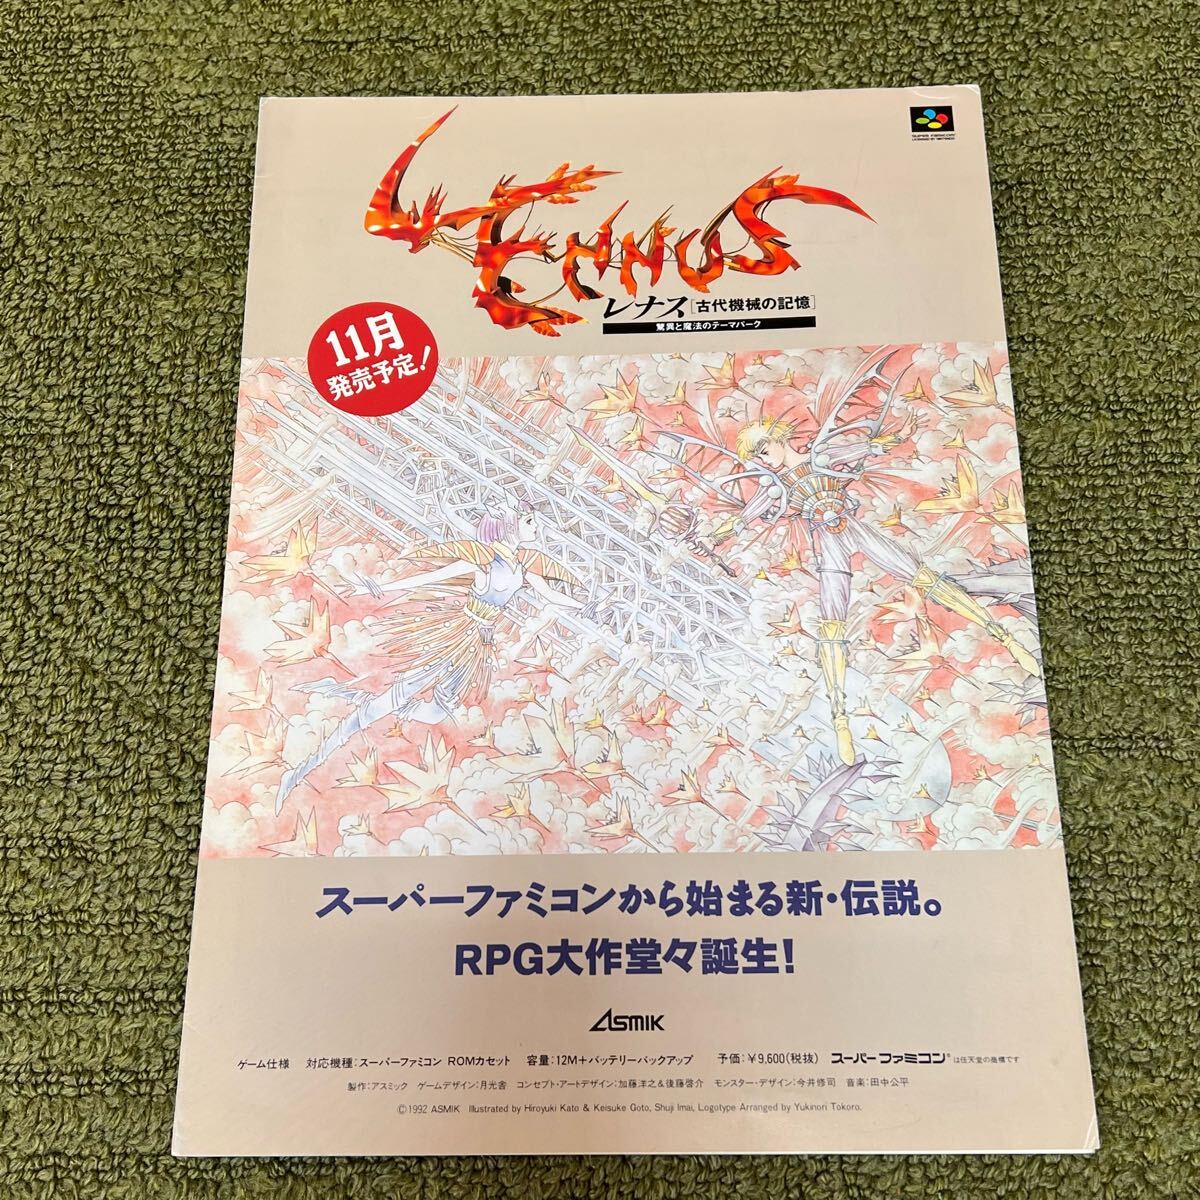 SUPER FAMICOM
LICENSED BY NINTENDO
LENNUS
レナス[古代機械の記憶]
驚異と魔法のテーマパーク
11月
発売予定!
スーパーファミコンから始まる新・伝説。
RPG大作堂々誕生!
ASMIK
ゲーム仕様 対応機種:スーパーファミコン ROMカセット 容量:12M+バッテリーバックアップ 予価:¥9,600(税抜) スーパーファミコン®は任天堂の商標です
製作:アスミック ゲームデザイン:月光舎 コンセプト・アートデザイン:加藤洋之&後藤啓介 モンスター・デザイン:今井修司 音楽:田中公平
©1992 ASMIK Illustrated by Hiroyuki Kato & Keisuke Goto, Shuji Imai, Logotype Arranged by Yukinori Tokoro.